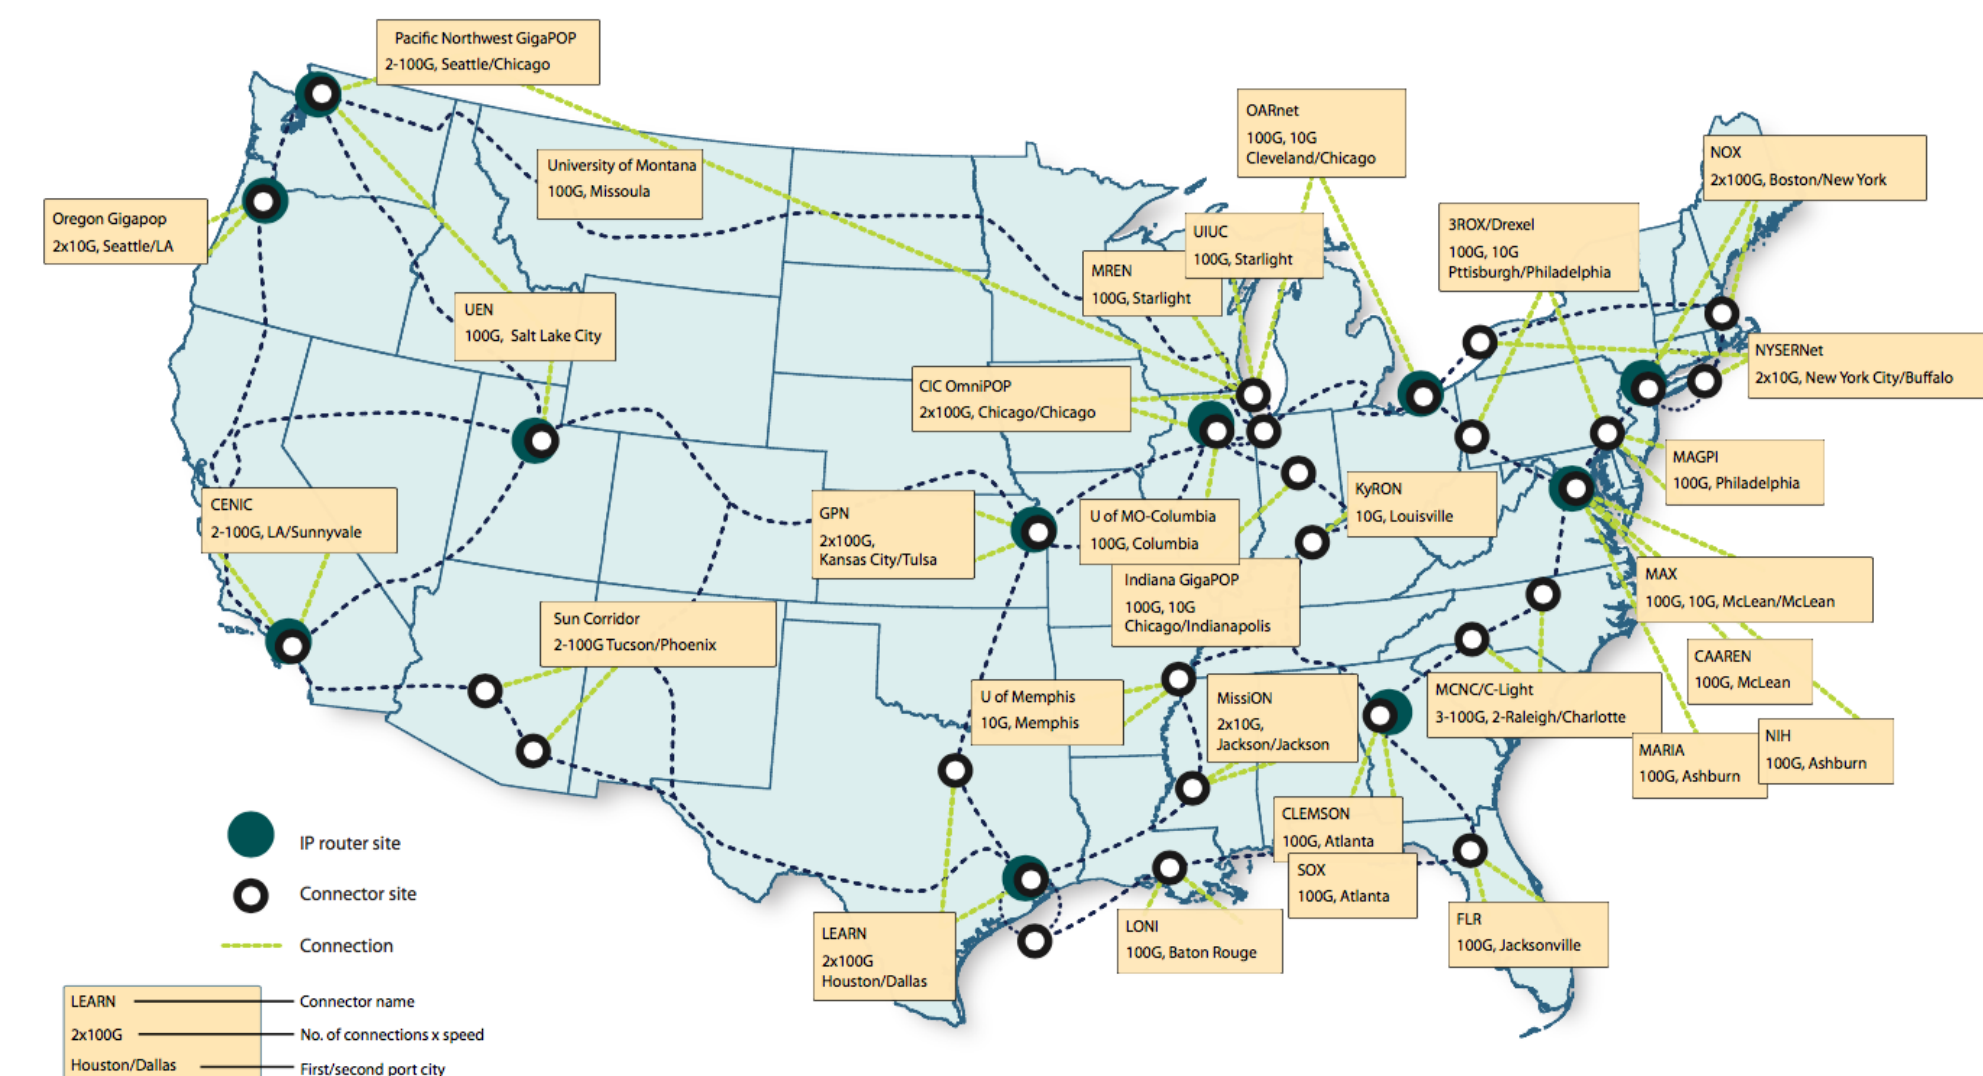 Pacific Northwest GigaPOP
2-100G, Seattle/Chicago
OARnet
100G, 10G
Cleveland/Chicago
NOX
2x100G, Boston/New York
University of Montana
100G, Missoula
Oregon Gigapop
2x10G, Seattle/LA
UIUC
100G, Starlight
3ROX/Drexel
100G, 10G
Pttisburgh/Philadelphia
MREN
100G, Starlight
UEN
100G, Salt Lake City
NYSERNet
2x10G, New York City/Buffalo
CIC OmniPOP
2x100G, Chicago/Chicago
MAGPI
100G, Philadelphia
CENIC
2-100G, LA/Sunnyvale
GPN
2x100G,
Kansas City/Tulsa
U of MO-Columbia
100G, Columbia
KyRON
10G, Louisville
Indiana GigaPOP
100G, 10G
Chicago/Indianapolis
MAX
100G, 10G, McLean/McLean
Sun Corridor
2-100G Tucson/Phoenix
CAAREN
100G, McLean
U of Memphis
10G, Memphis
MissiON
2x10G,
Jackson/Jackson
MCNC/C-Light
3-100G, 2-Raleigh/Charlotte
MARIA
100G, Ashburn
NIH
100G, Ashburn
CLEMSON
100G, Atlanta
SOX
100G, Atlanta
LEARN
2x100G
Houston/Dallas
LONI
100G, Baton Rouge
FLR
100G, Jacksonville
IP router site
Connector site
Connection
LEARN
Connector name
2x100G
No. of connections x speed
Houston/Dallas
First/second port city